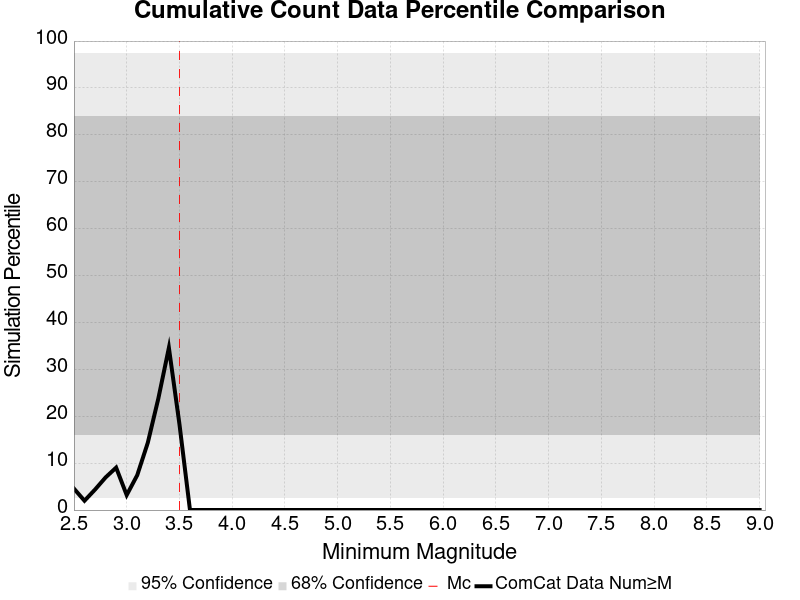 Cumulative Count Data Percentile Comparison
100
90
80
70
60
50
40
30
20
10
0
Simulation Percentile
2.5 3.0 3.5 4.0 4.5 5.0 5.5 6.0 6.5 7.0 7.5 8.0 8.5 9.0
Minimum Magnitude
95% Confidence 68% Confidence Mc ComCat Data Num≥M